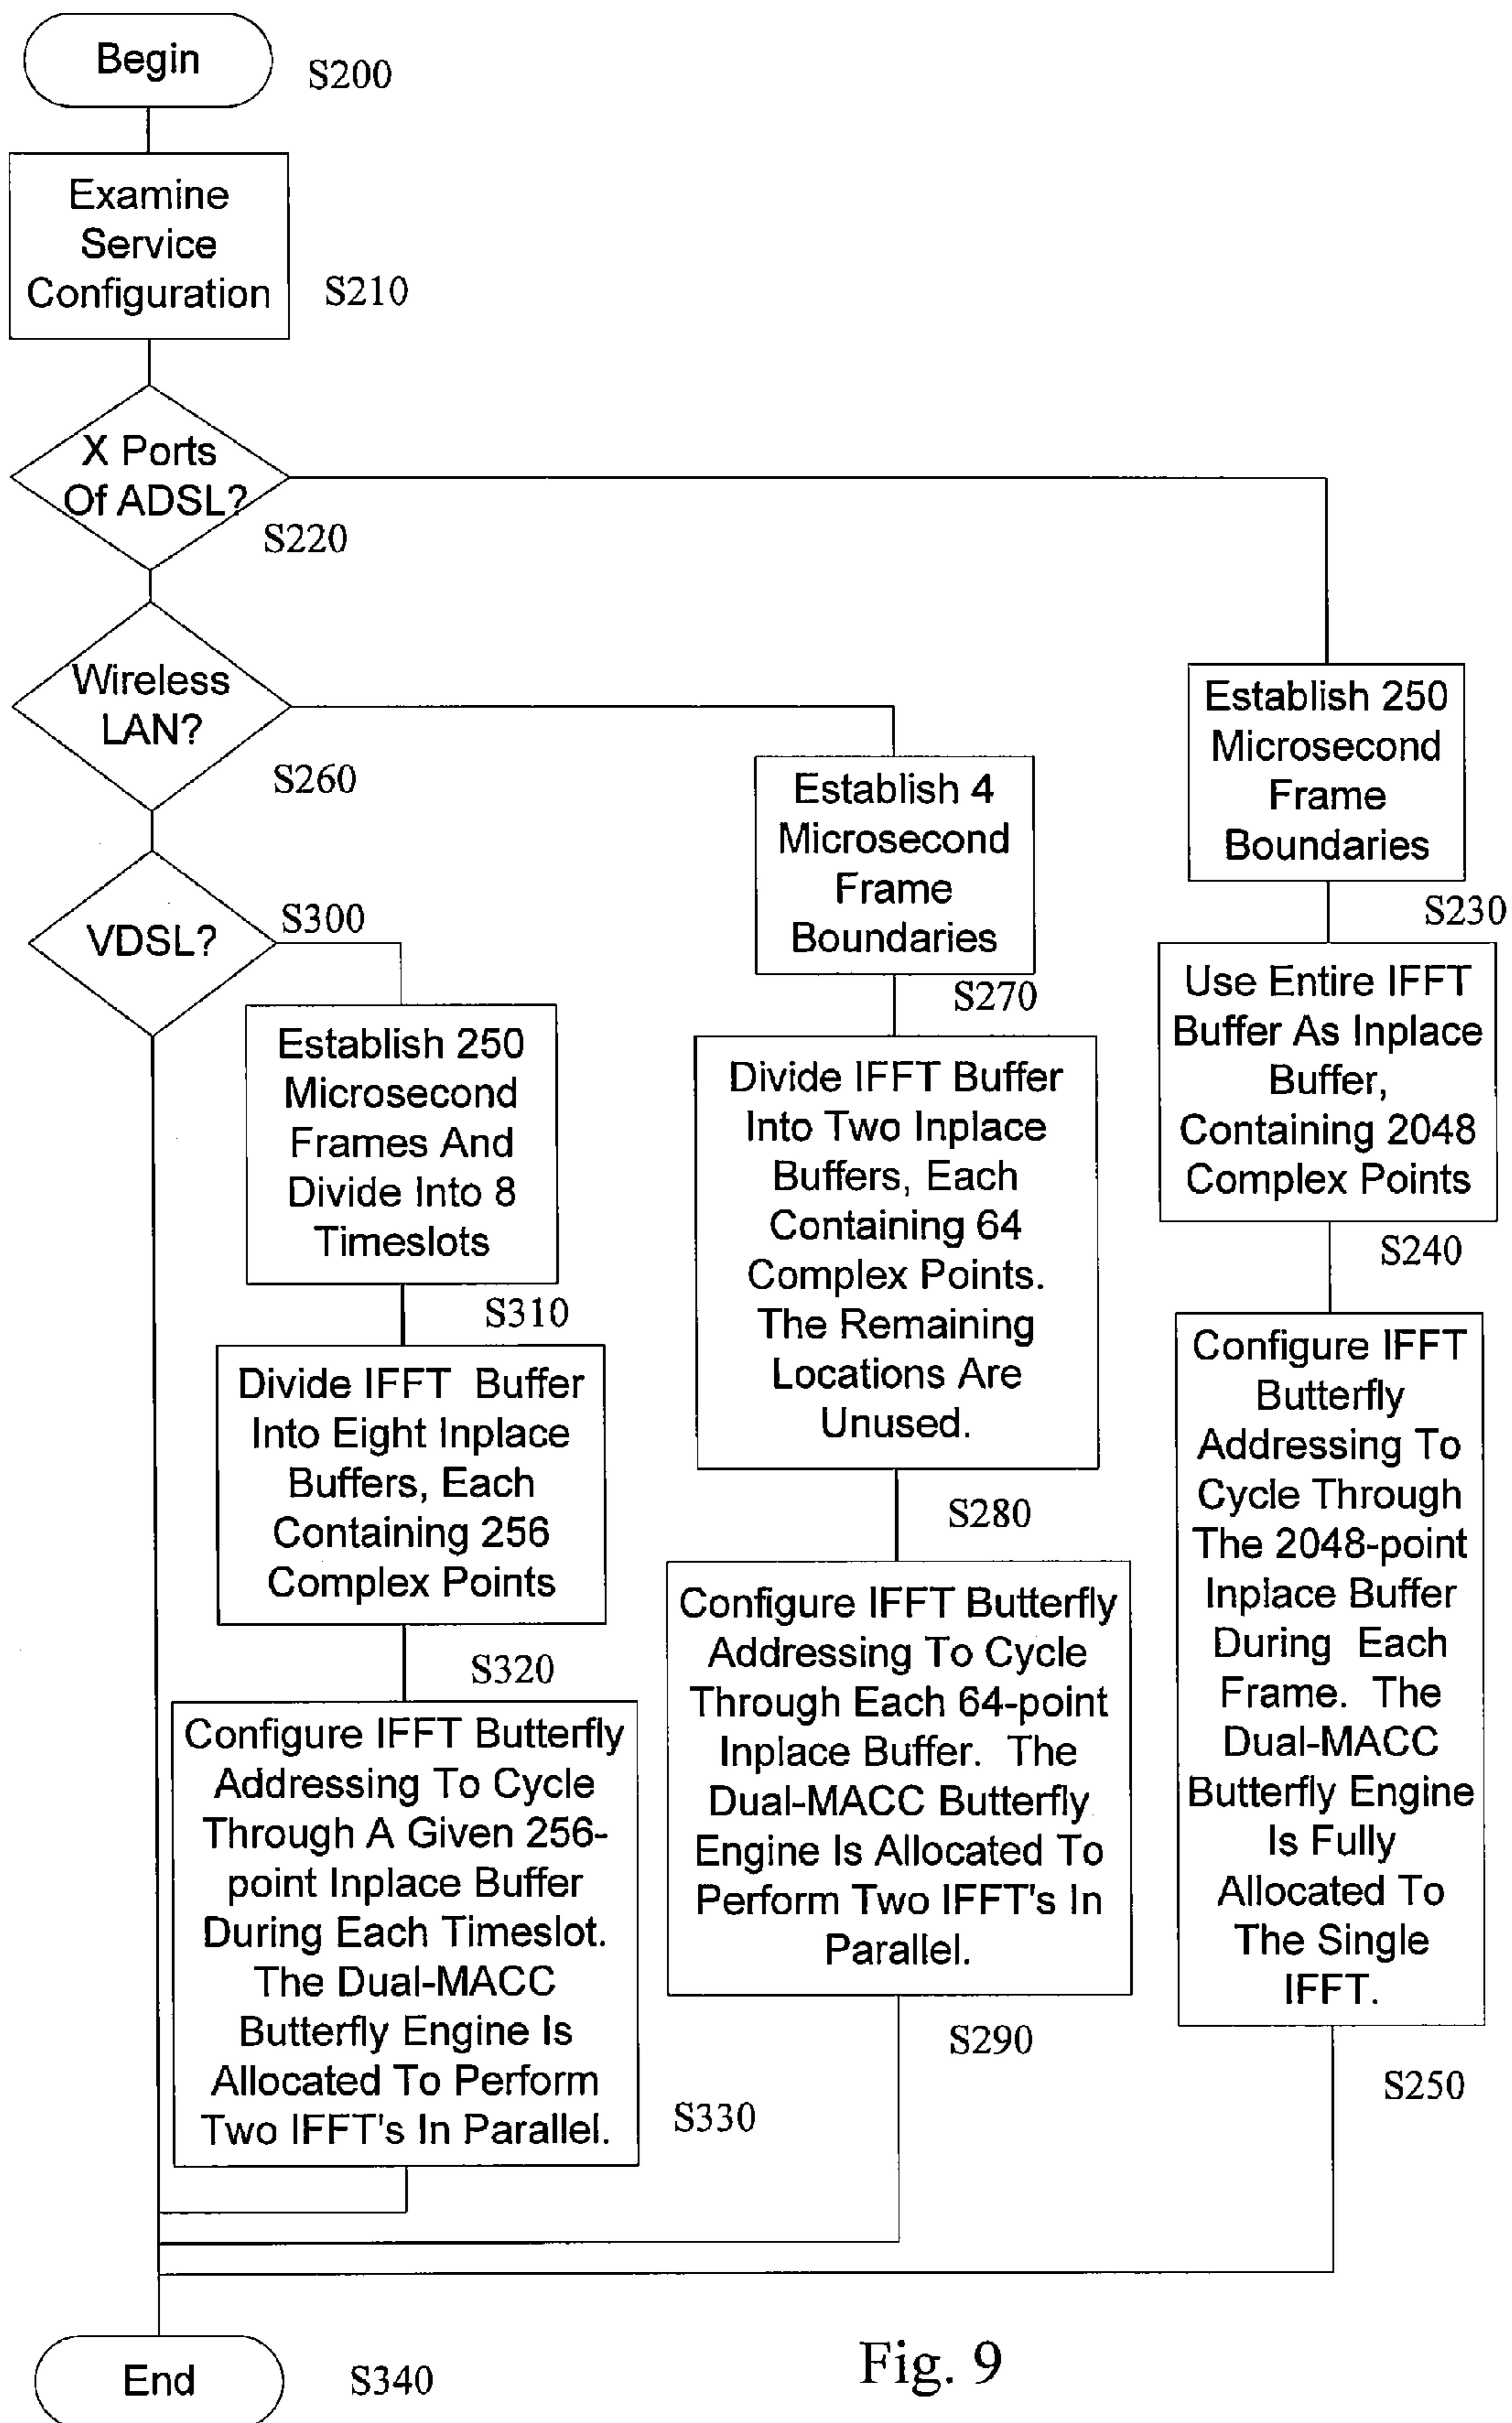 Begin
S200
Examine
Service
Configuration
S210
X Ports
Of ADSL?
S220
Wireless
LAN?
S260
VDSL?
S300
Establish 250
Microsecond
Frames And
Divide Into 8
Timeslots
S310
Divide IFFT Buffer
Into Eight Inplace
Buffers, Each
Containing 256
Complex Points
S320
Configure IFFT Butterfly
Addressing To Cycle
Through A Given 256-
point Inplace Buffer
During Each Timeslot.
The Dual-MACC
Butterfly Engine Is
Allocated To Perform
Two IFFT's In Parallel.
S330
Establish 4
Microsecond
Frame
Boundaries
S270
Divide IFFT Buffer
Into Two Inplace
Buffers, Each
Containing 64
Complex Points.
The Remaining
Locations Are
Unused.
S280
Configure IFFT Butterfly
Addressing To Cycle
Through Each 64-point
Inplace Buffer. The
Dual-MACC Butterfly
Engine Is Allocated To
Perform Two IFFT's In
Parallel.
S290
Establish 250
Microsecond
Frame
Boundaries
S230
Use Entire IFFT
Buffer As Inplace
Buffer,
Containing 2048
Complex Points
S240
Configure IFFT
Butterfly
Addressing To
Cycle Through
The 2048-point
Inplace Buffer
During Each
Frame. The
Dual-MACC
Butterfly Engine
Is Fully
Allocated To
The Single
IFFT.
S250
End
S340
Fig. 9